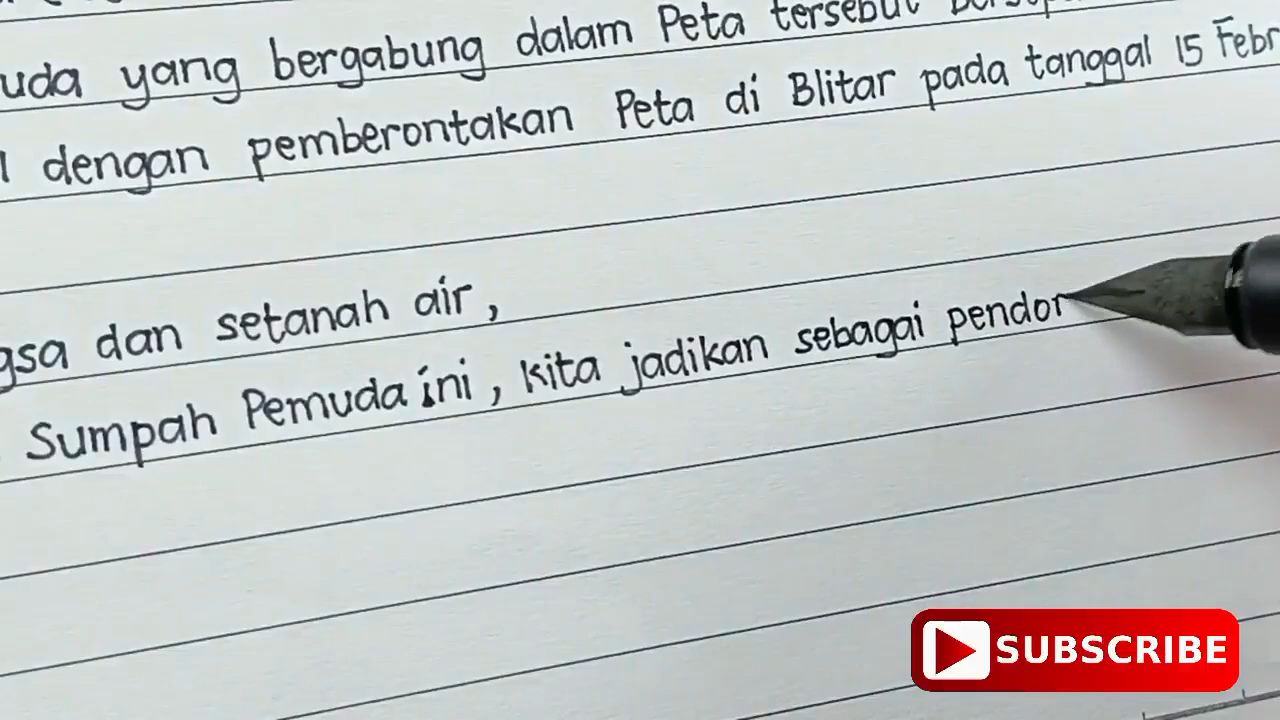 uda yang bergabung dalam Peta tersebut
dengan pemberontakan Peta di Blitar pada tanggal 15 Febr
gsa dan setanah air,
Sumpah Pemuda ini, kita jadikan sebagai pendor
SUBSCRIBE